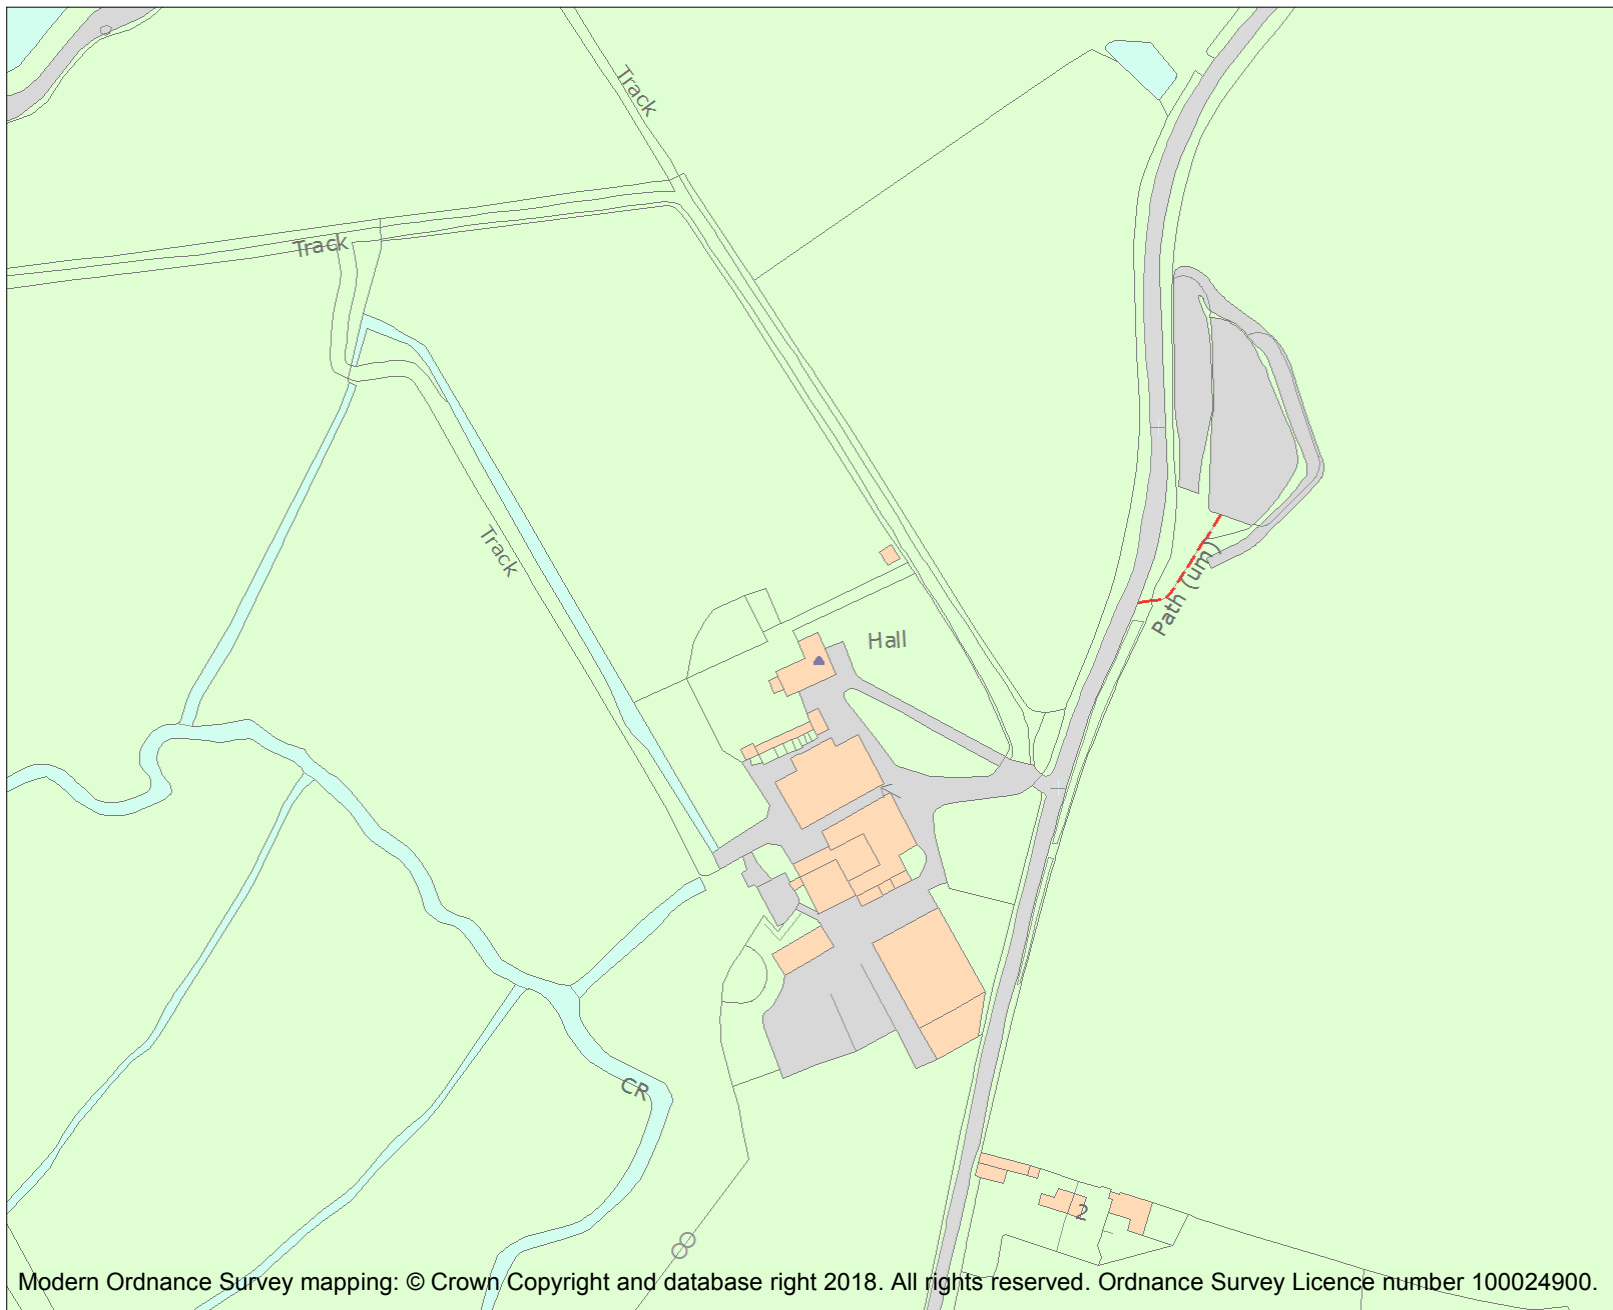 Track
Track
Track
Path (um)
Hall
CR
2
Modern Ordnance Survey mapping: © Crown Copyright and database right 2018. All rights reserved. Ordnance Survey Licence number 100024900.